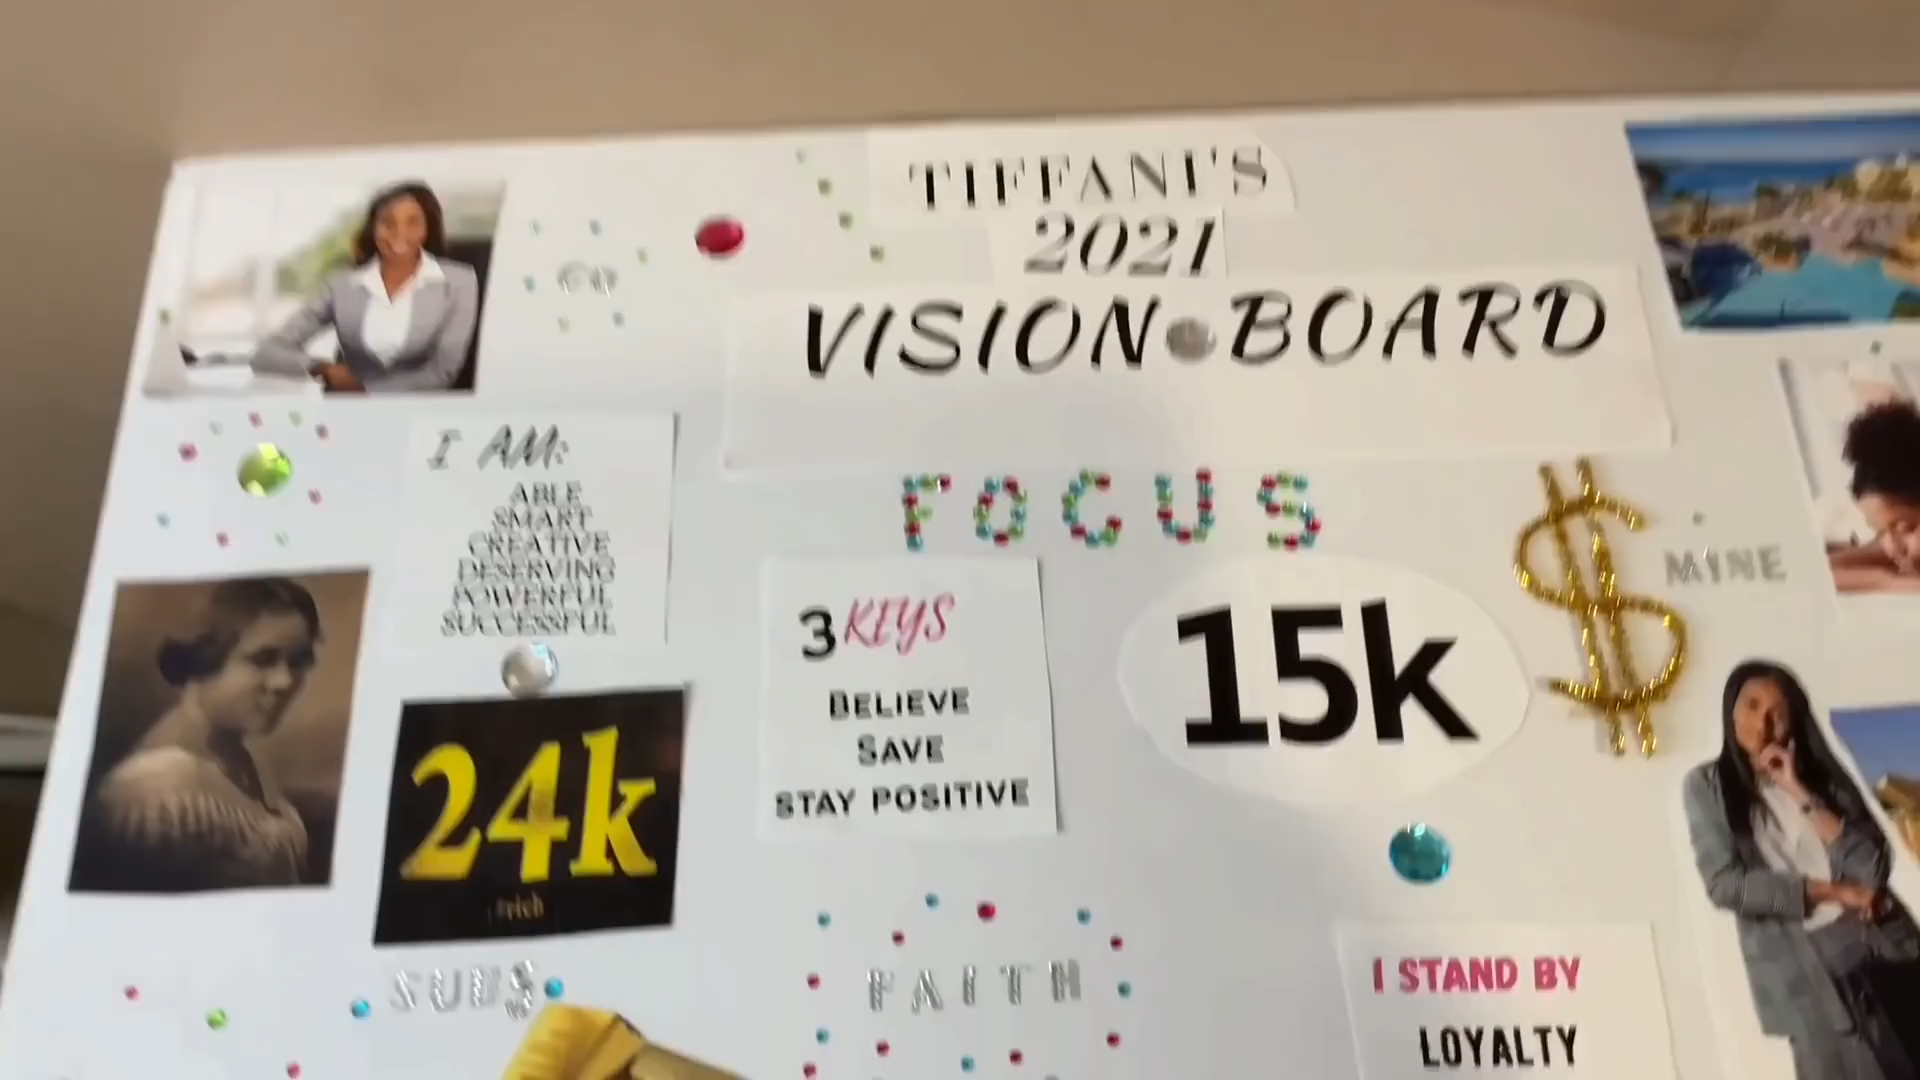 TIFFANI'S
2021
VISION BOARD
I AM:
ABLE
SMART
CREATIVE
DESERVING
POWERFUL
SUCCESSFUL
FOCUS
$
MINE
3 KEYS
BELIEVE
SAVE
STAY POSITIVE
15k
24k
#rich
SUBS
FAITH
I STAND BY
LOYALTY